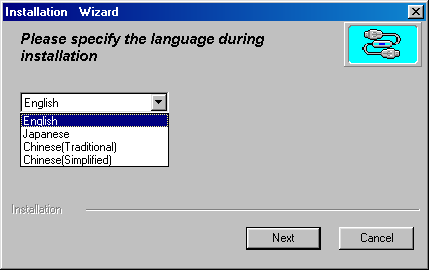 Installation Wizard
Please specify the language during
installation
English
English
Japanese
Chinese(Traditional)
Chinese(Simplified)
Installation
Next
Cancel